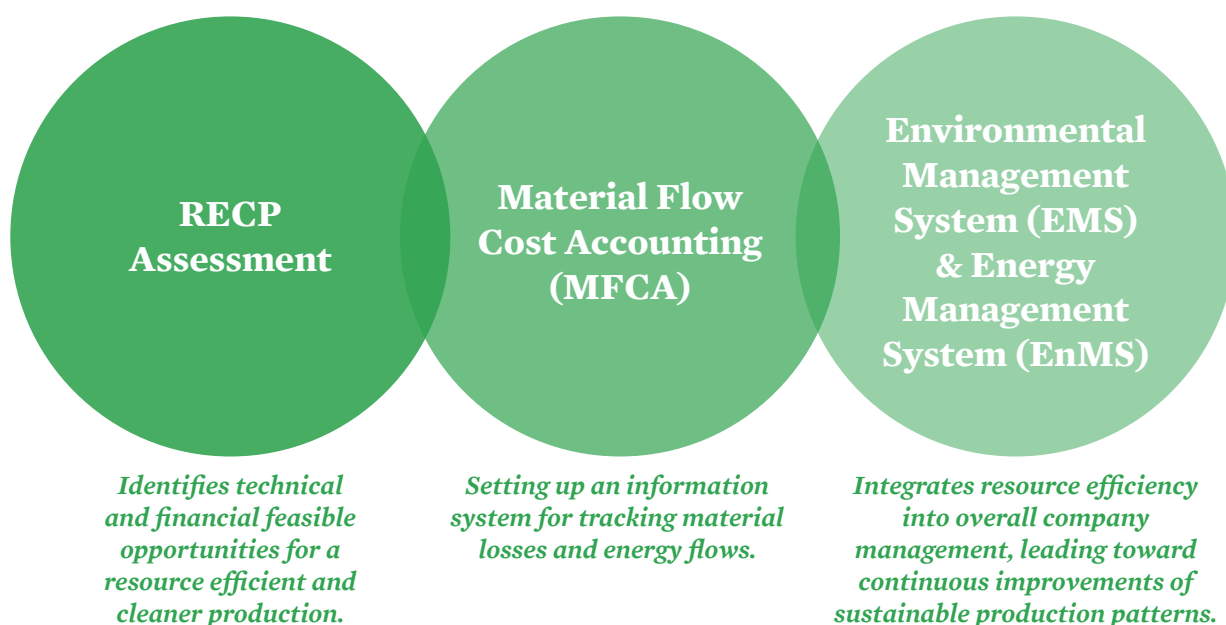 RECP
Assessment
Material Flow
Cost Accounting
(MFCA)
Environmental
Management
System (EMS)
& Energy
Management
System (EnMS)
Identifies technical
and financial feasible
opportunities for a
resource efficient and
cleaner production.
Setting up an information
system for tracking material
losses and energy flows.
Integrates resource efficiency
into overall company
management, leading toward
continuous improvements of
sustainable production patterns.